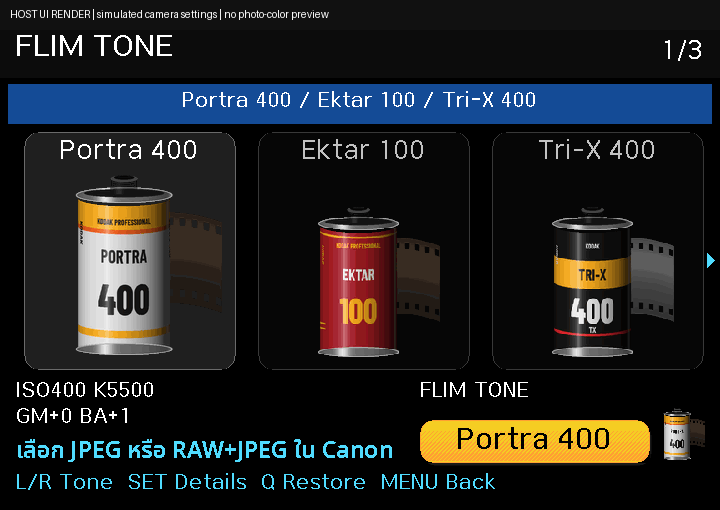 HOST UI RENDER | simulated camera settings | no photo-color preview
FLIM TONE
1/3
Portra 400 / Ektar 100 / Tri-X 400
Portra 400
Ektar 100
Tri-X 400
KODAK PROFESSIONAL
KODAK
PORTRA
400
KODAK PROFESSIONAL
EKTAR
100
KODAK
TRI-X
400
TX
ISO400 K5500
FLIM TONE
GM+0 BA+1
เลือก JPEG หรือ RAW+JPEG ใน Canon
Portra 400
400
L/R Tone SET Details Q Restore MENU Back